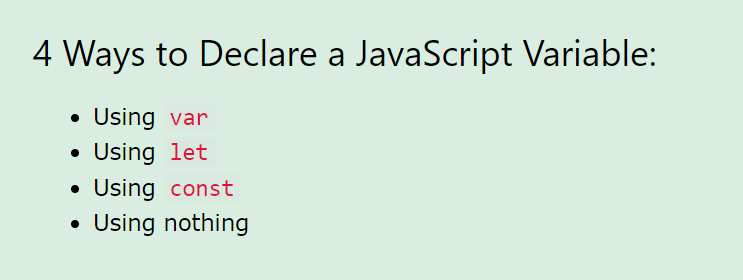 4 Ways to Declare a JavaScript Variable:
• Using var
• Using let
• Using const
• Using nothing